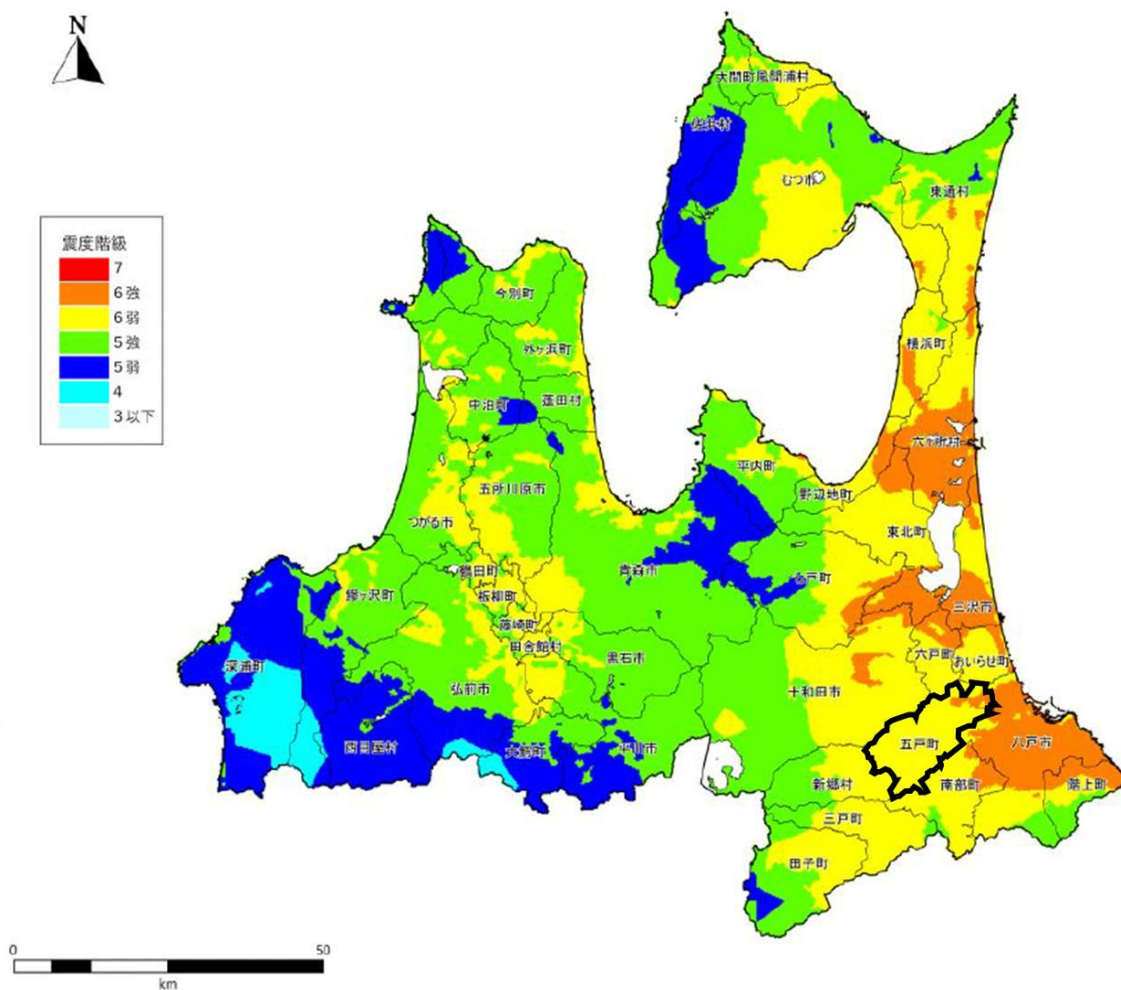 N
大間町 風間浦村
佐井村
むつ市
東通村
震度階級
7
6強
6弱
5強
5弱
4
3以下
今別町
外ヶ浜町
横浜町
中泊町
蓬田村
六ヶ所村
平内町
五所川原市
野辺地町
つがる市
東北町
鶴田町
青森市
七戸町
鰺ヶ沢町
板柳町
三沢市
藤崎町
田舎館村
六戸町
おいらせ町
黒石市
深浦町
弘前市
十和田市
西目屋村
大鰐町
平川市
五戸町
八戸市
新郷村
南部町
階上町
三戸町
田子町
0
50
km